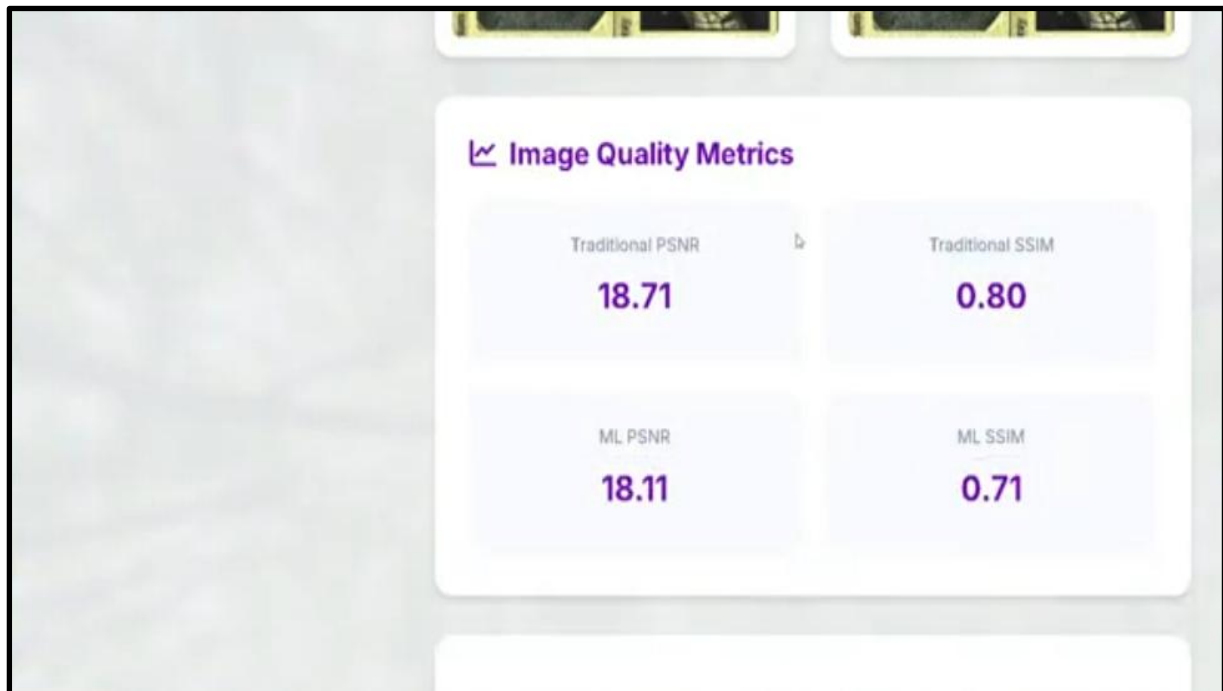 Image Quality Metrics
Traditional PSNR
18.71
Traditional SSIM
0.80
ML PSNR
18.11
ML SSIM
0.71